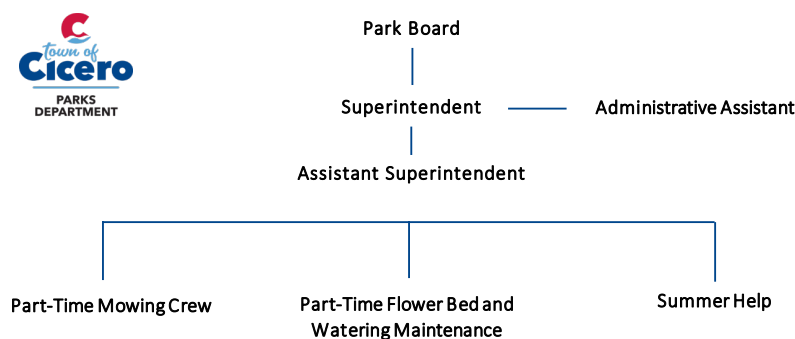 Park Board
town of
Cicero
PARKS
DEPARTMENT
Superintendent
Administrative Assistant
Assistant Superintendent
Part-Time Mowing Crew
Part-Time Flower Bed and
Watering Maintenance
Summer Help